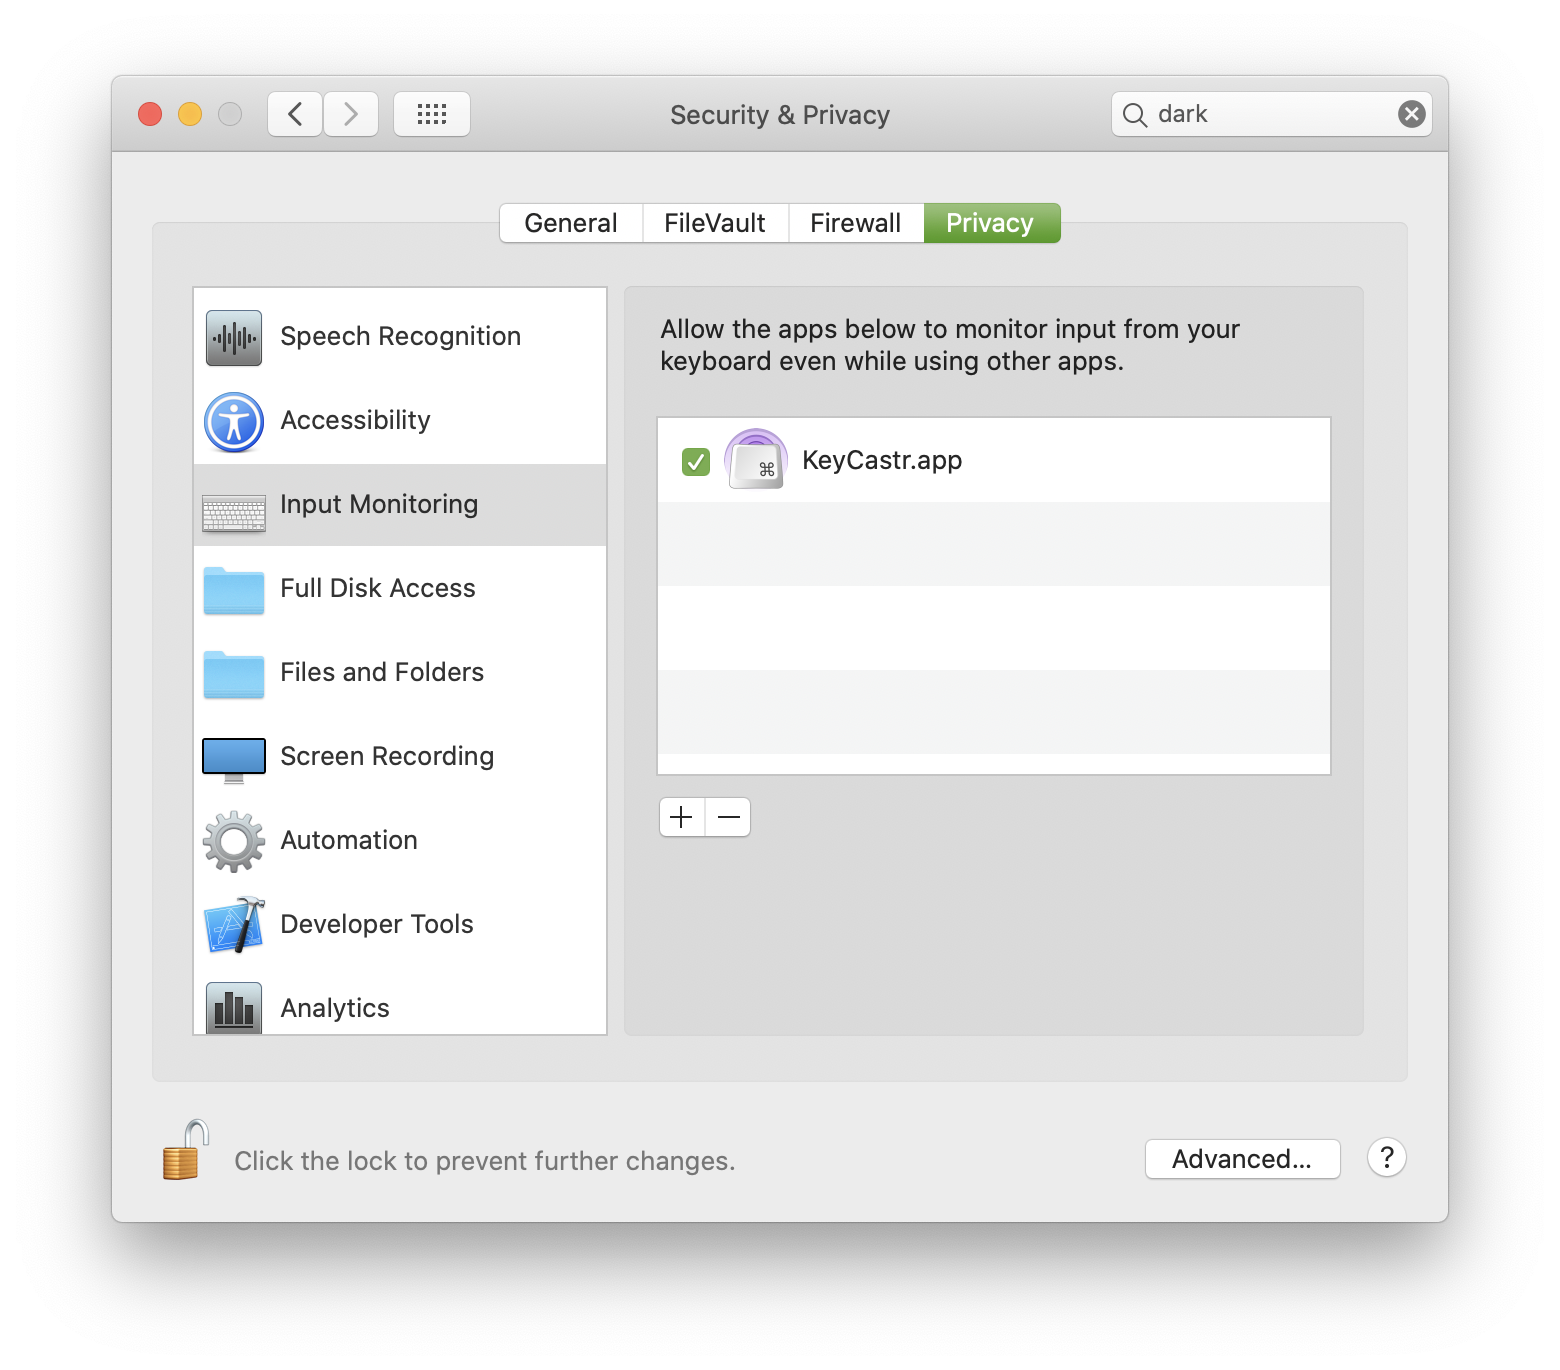 Security & Privacy
dark
General
FileVault
Firewall
Privacy
Speech Recognition
Accessibility
Input Monitoring
Full Disk Access
Files and Folders
Screen Recording
Automation
Developer Tools
Analytics
Allow the apps below to monitor input from your
keyboard even while using other apps.
⌘
KeyCastr.app
Click the lock to prevent further changes.
Advanced...
?